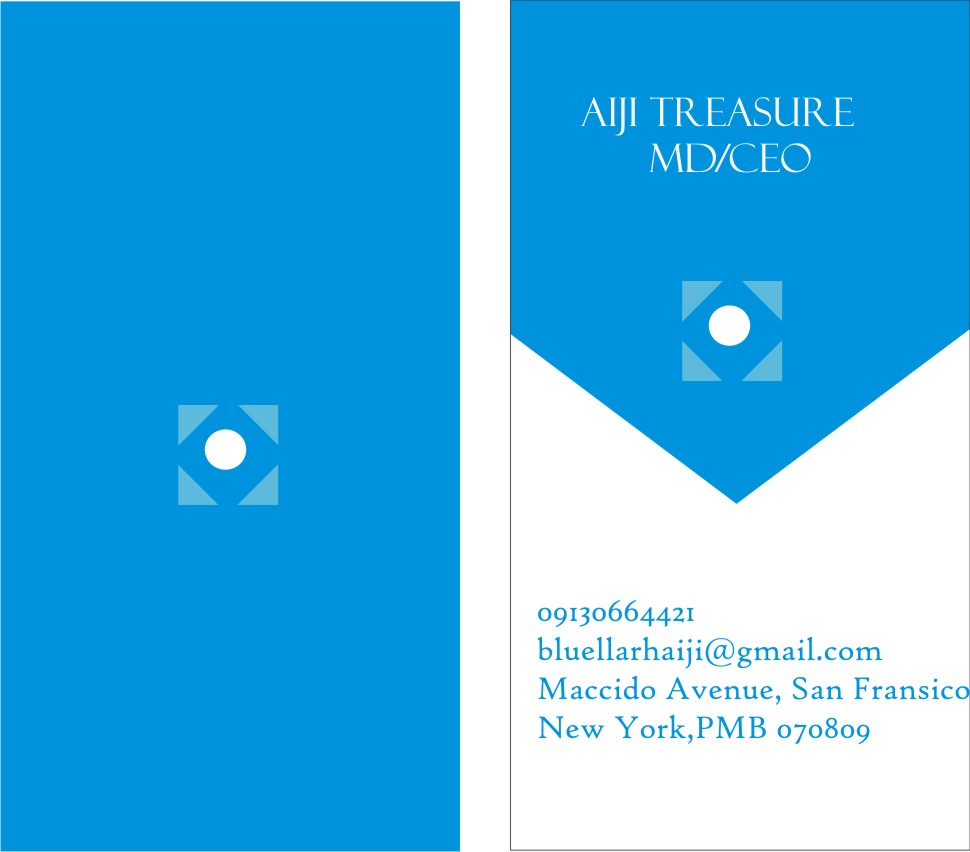 AIJI TREASURE
MD/CEO
09130664421
bluellarhaiji@gmail.com
Maccido Avenue, San Fransico
New York,PMB 070809